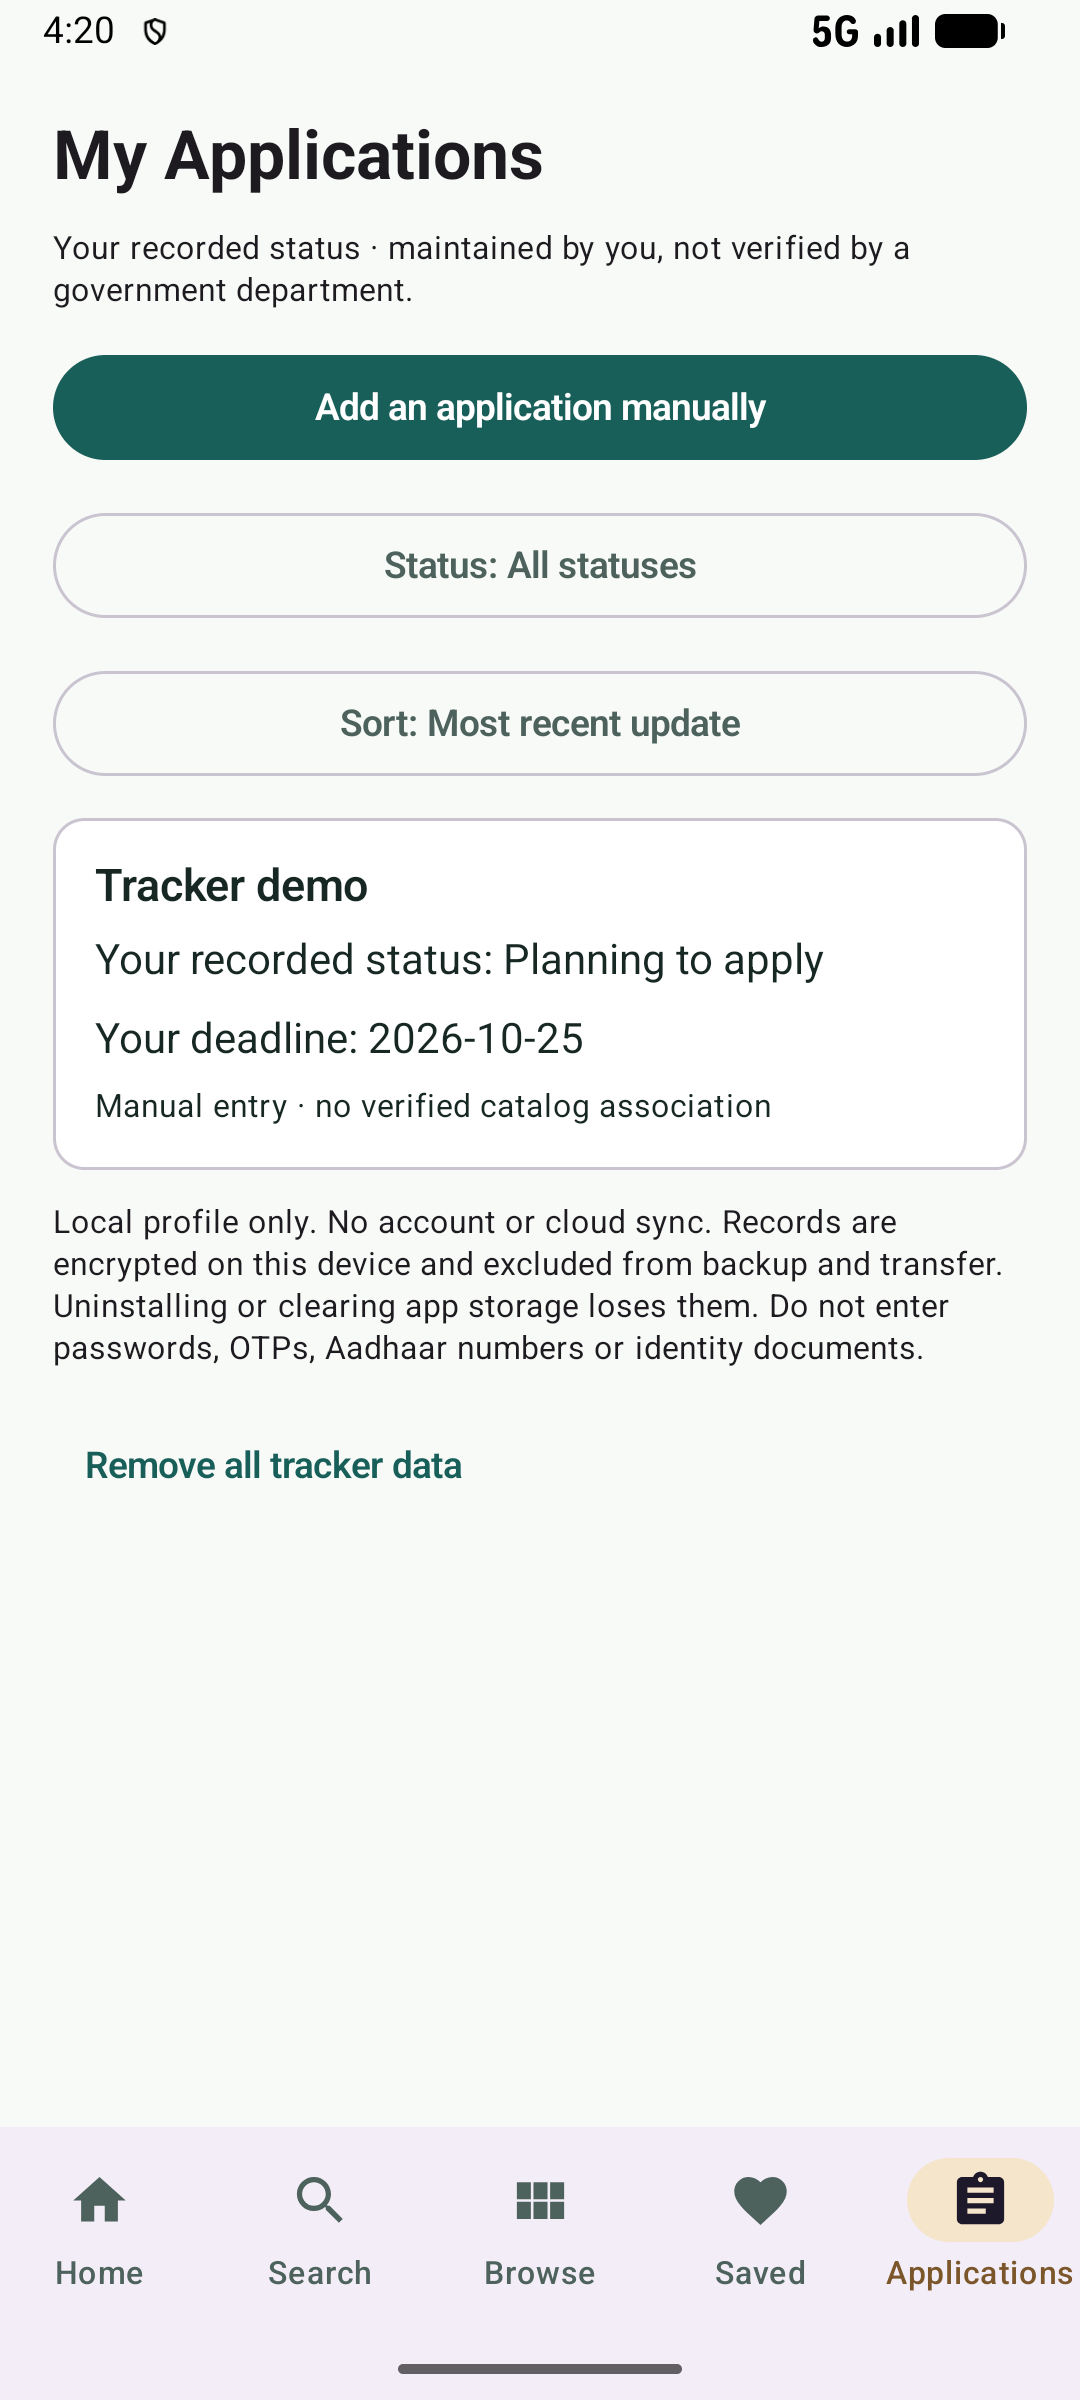 4:20
5G
My Applications
Your recorded status · maintained by you, not verified by a
government department.
Add an application manually
Status: All statuses
Sort: Most recent update
Tracker demo
Your recorded status: Planning to apply
Your deadline: 2026-10-25
Manual entry · no verified catalog association
Local profile only. No account or cloud sync. Records are
encrypted on this device and excluded from backup and transfer.
Uninstalling or clearing app storage loses them. Do not enter
passwords, OTPs, Aadhaar numbers or identity documents.
Remove all tracker data
Home
Search
Browse
Saved
Applications